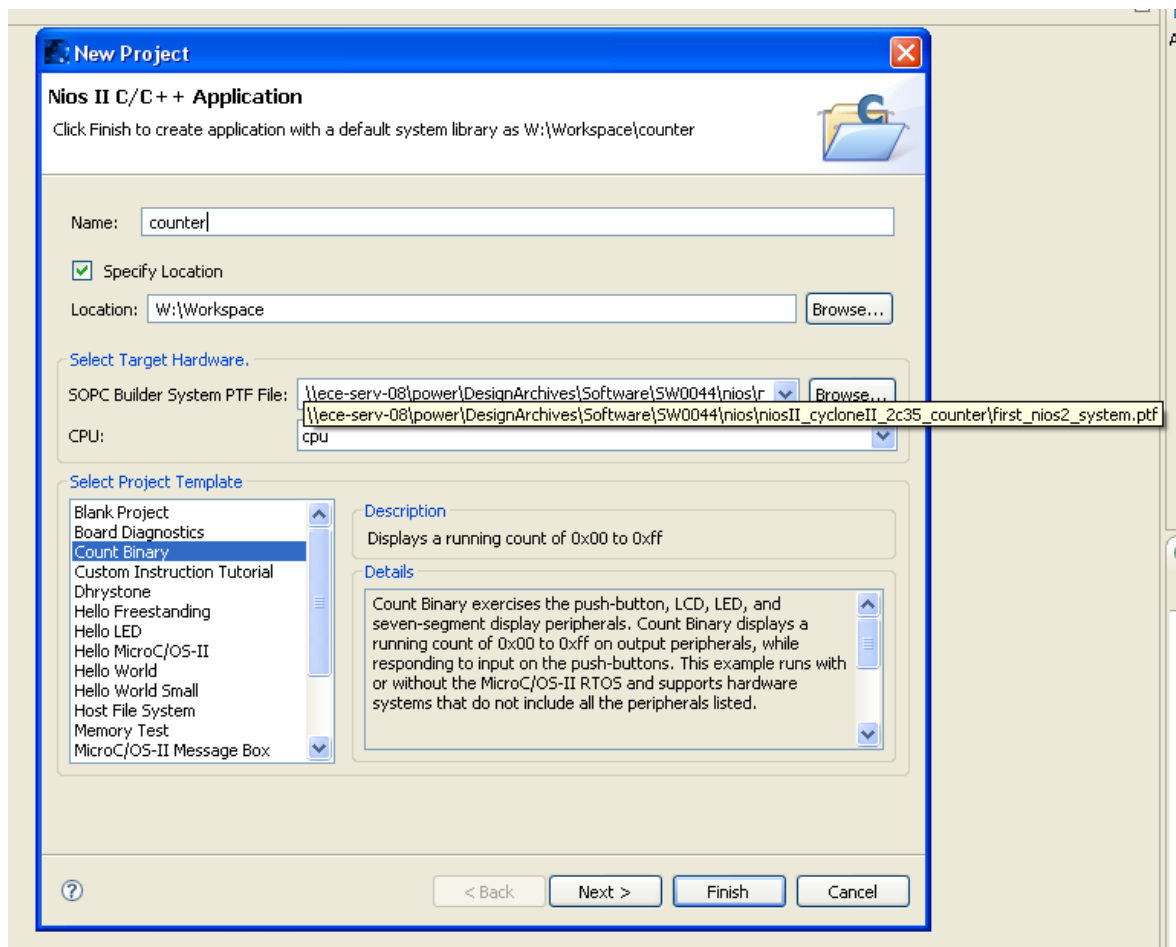 New Project
Nios II C/C++ Application
Click Finish to create application with a default system library as W:\Workspace\counter
Name: counter
Specify Location
Location: W:\Workspace Browse...
Select Target Hardware.
SOPC Builder System PTF File: \\ece-serv-08\power\DesignArchives\Software\SW0044\nios\r Browse...
\\ece-serv-08\power\DesignArchives\Software\SW0044\nios\niosII_cycloneII_2c35_counter\first_nios2_system.ptf
CPU: cpu
Select Project Template
Blank Project
Board Diagnostics
Count Binary
Custom Instruction Tutorial
Dhrystone
Hello Freestanding
Hello LED
Hello MicroC/OS-II
Hello World
Hello World Small
Host File System
Memory Test
MicroC/OS-II Message Box
Description
Displays a running count of 0x00 to 0xff
Details
Count Binary exercises the push-button, LCD, LED, and
seven-segment display peripherals. Count Binary displays a
running count of 0x00 to 0xff on output peripherals, while
responding to input on the push-buttons. This example runs with
or without the MicroC/OS-II RTOS and supports hardware
systems that do not include all the peripherals listed.
< Back Next > Finish Cancel